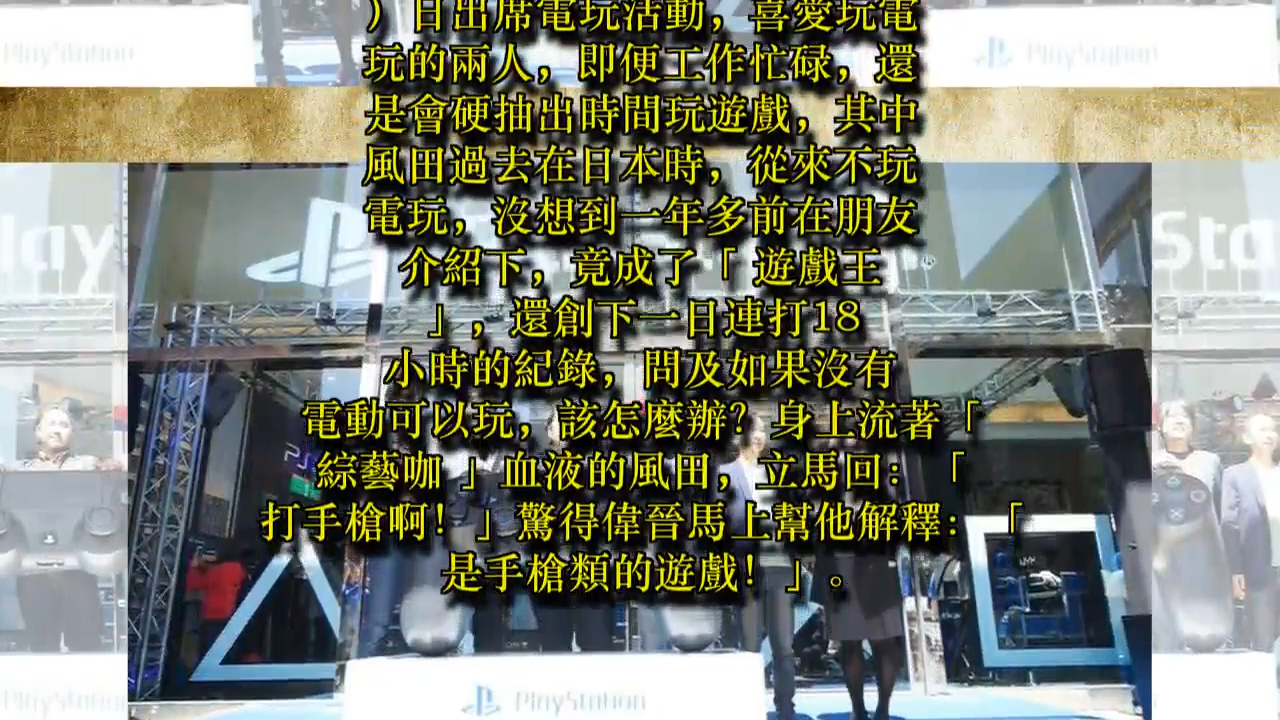 ）日出席電玩活動，喜愛玩電
玩的兩人，即便工作忙碌，還
是會硬抽出時間玩遊戲，其中
風田過去在日本時，從來不玩
電玩，沒想到一年多前在朋友
介紹下，竟成了「 遊戲王
」，還創下一日連打18
小時的紀錄，問及如果沒有
電動可以玩，該怎麼辦？身上流著「
綜藝咖 」血液的風田，立馬回：「
打手槍啊！」驚得偉晉馬上幫他解釋：「
是手槍類的遊戲！」。
PlayStation
PlayStation
lay
Sta
PS
PlayStation
PlayStation